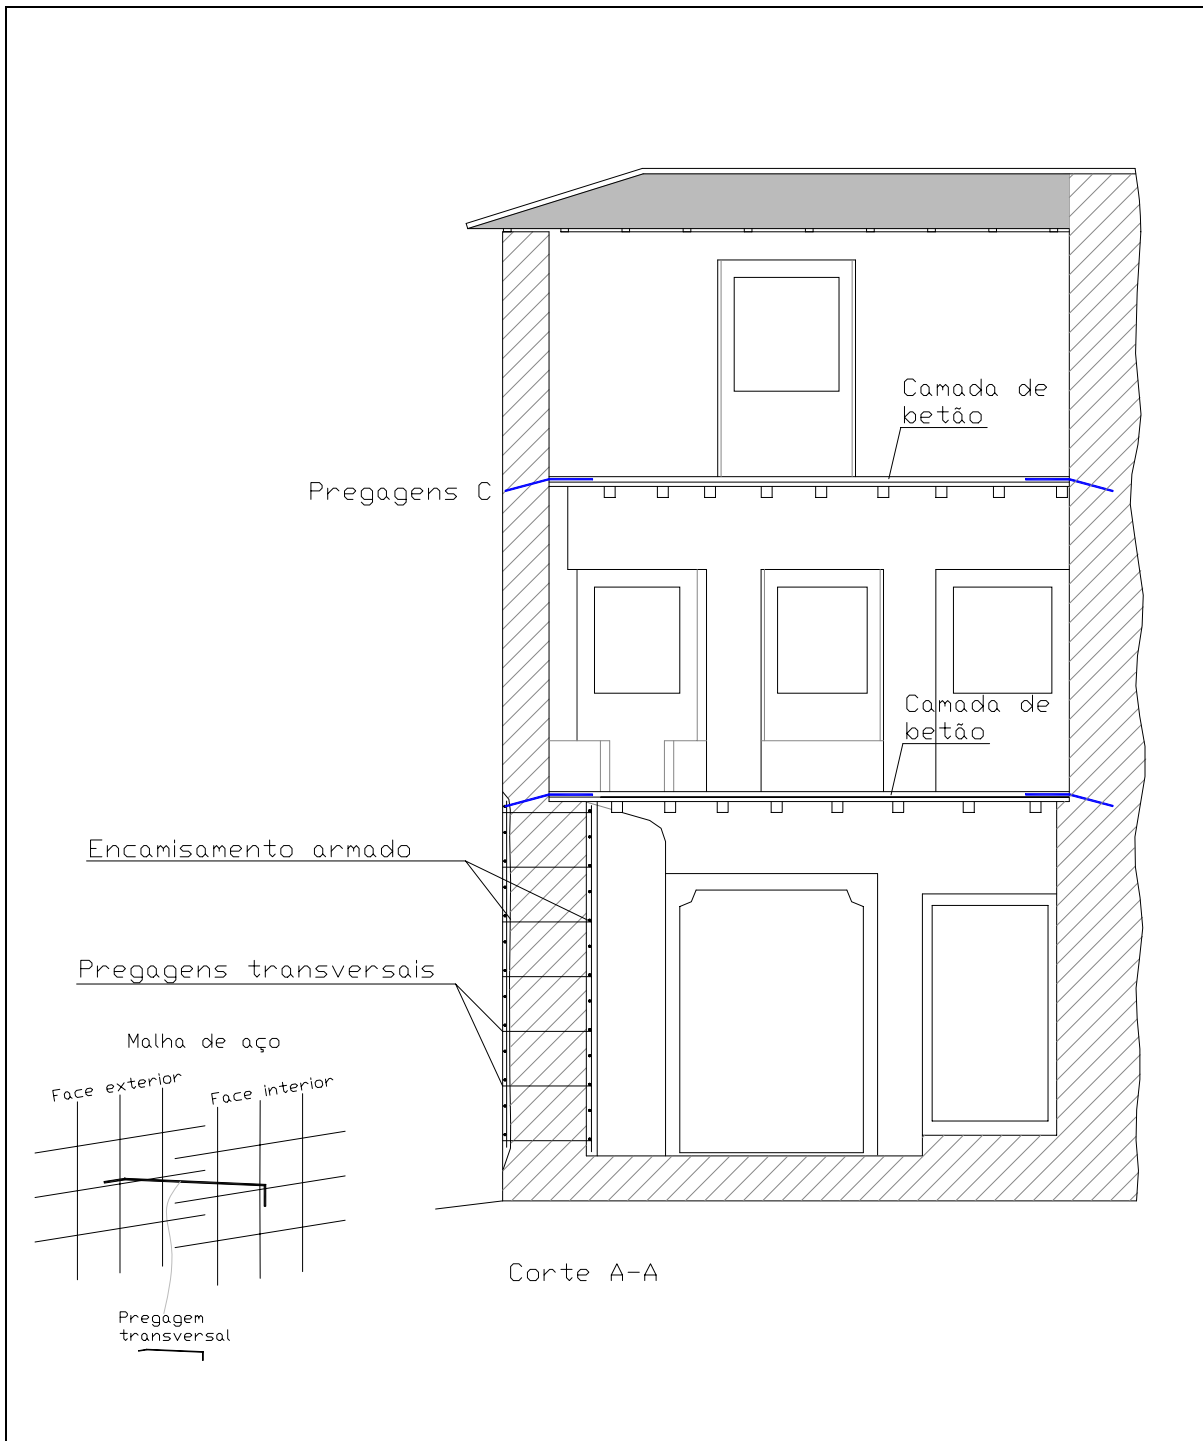 Camada de
betão
Pregagens C
Camada de
betão
Encamisamento armado
Pregagens transversais
Malha de aço
Face exterior
Face interior
Pregagem
transversal
Corte A-A